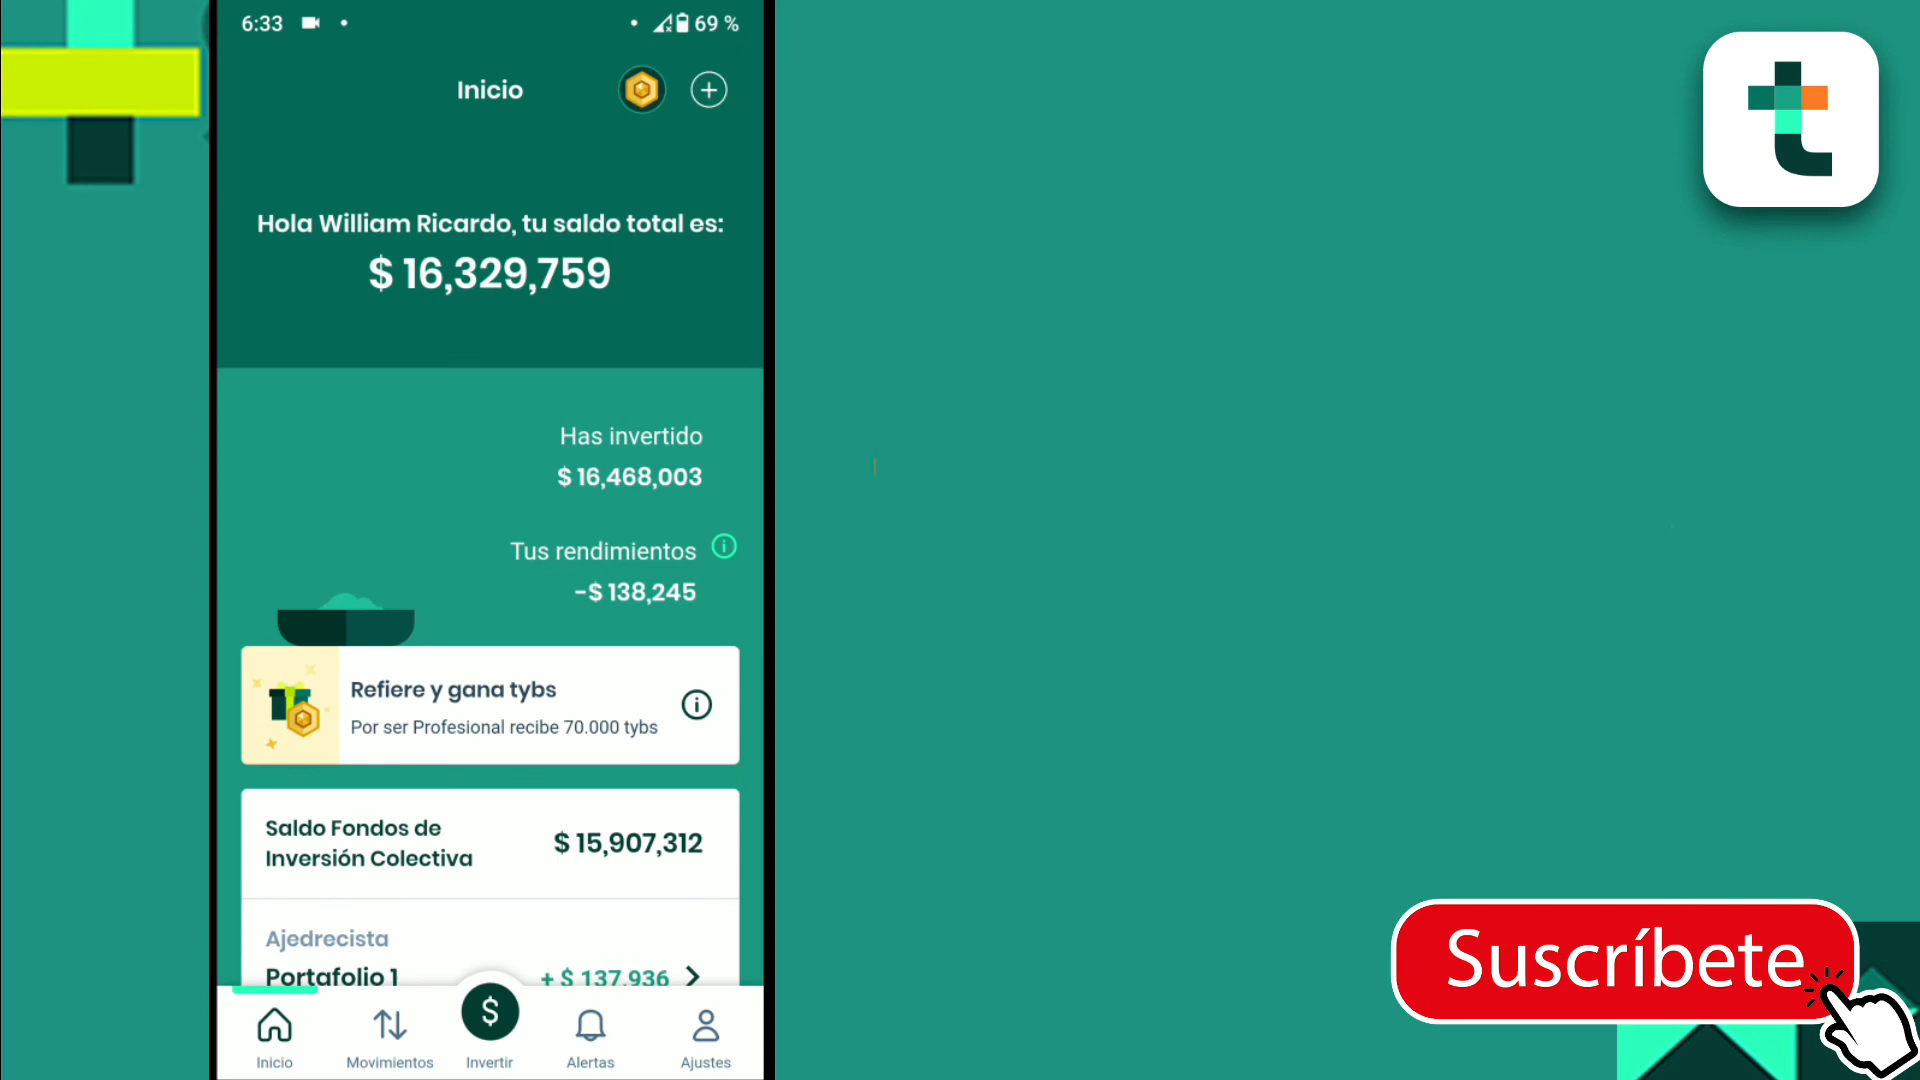 6:33
69 %
Inicio
Hola William Ricardo, tu saldo total es:
$ 16,329,759
Has invertido
$ 16,468,003
Tus rendimientos
-$ 138,245
Refiere y gana tybs
Por ser Profesional recibe 70.000 tybs
Saldo Fondos de
Inversión Colectiva
$ 15,907,312
Ajedrecista
Portafolio 1
+ $ 137,936
Inicio
Movimientos
Invertir
Alertas
Ajustes
Suscríbete